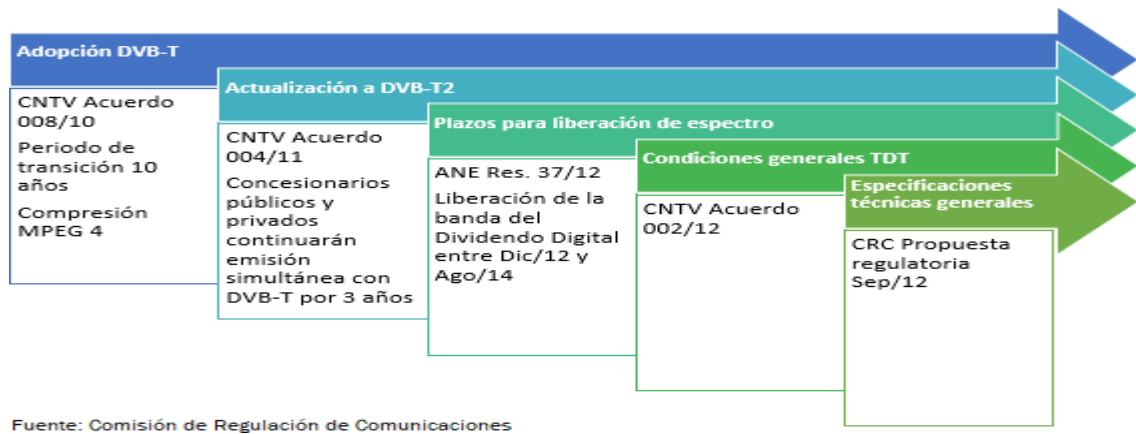 Adopción DVB-T
CNTV Acuerdo
008/10
Periodo de
transición 10
años
Compresión
MPEG 4
Actualización a DVB-T2
CNTV Acuerdo
004/11
Concesionarios
públicos y
privados
continuarán
emisión
simultánea con
DVB-T por 3 años
Plazos para liberación de espectro
ANE Res. 37/12
Liberación de la
banda del
Dividendo Digital
entre Dic/12 y
Ago/14
Condiciones generales TDT
CNTV Acuerdo
002/12
Especificaciones
técnicas generales
CRC Propuesta
regulatoria
Sep/12
Fuente: Comisión de Regulación de Comunicaciones